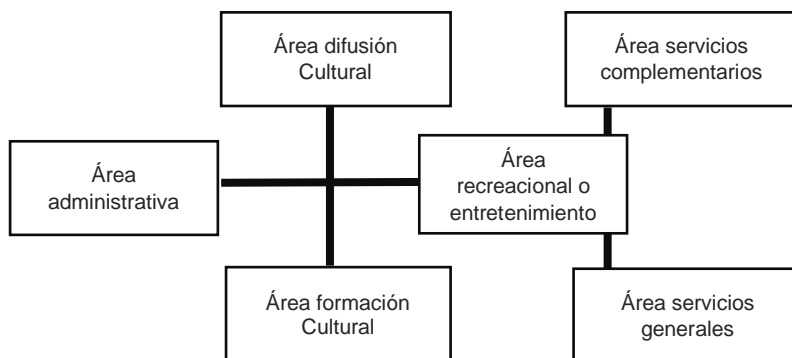 Área difusión
Cultural
Área servicios
complementarios
Área
administrativa
Área
recreacional o
entretenimiento
Área formación
Cultural
Área servicios
generales